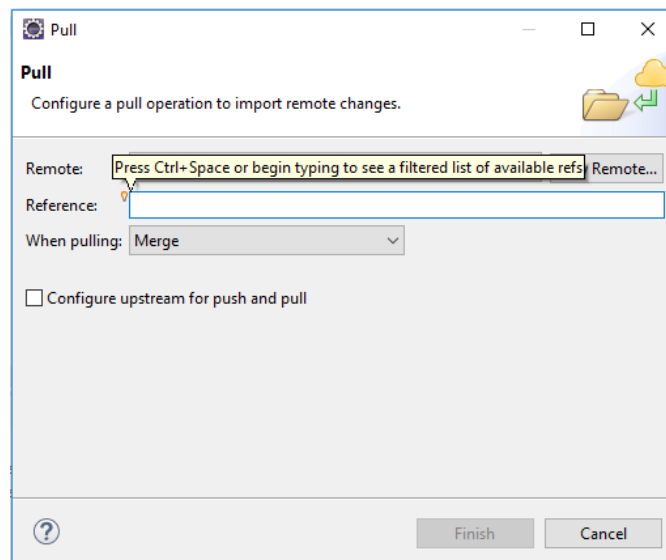 Pull
Pull
Configure a pull operation to import remote changes.
Remote:
Press Ctrl+Space or begin typing to see a filtered list of available refs
Remote...
Reference:
When pulling: Merge
Configure upstream for push and pull
?
Finish Cancel